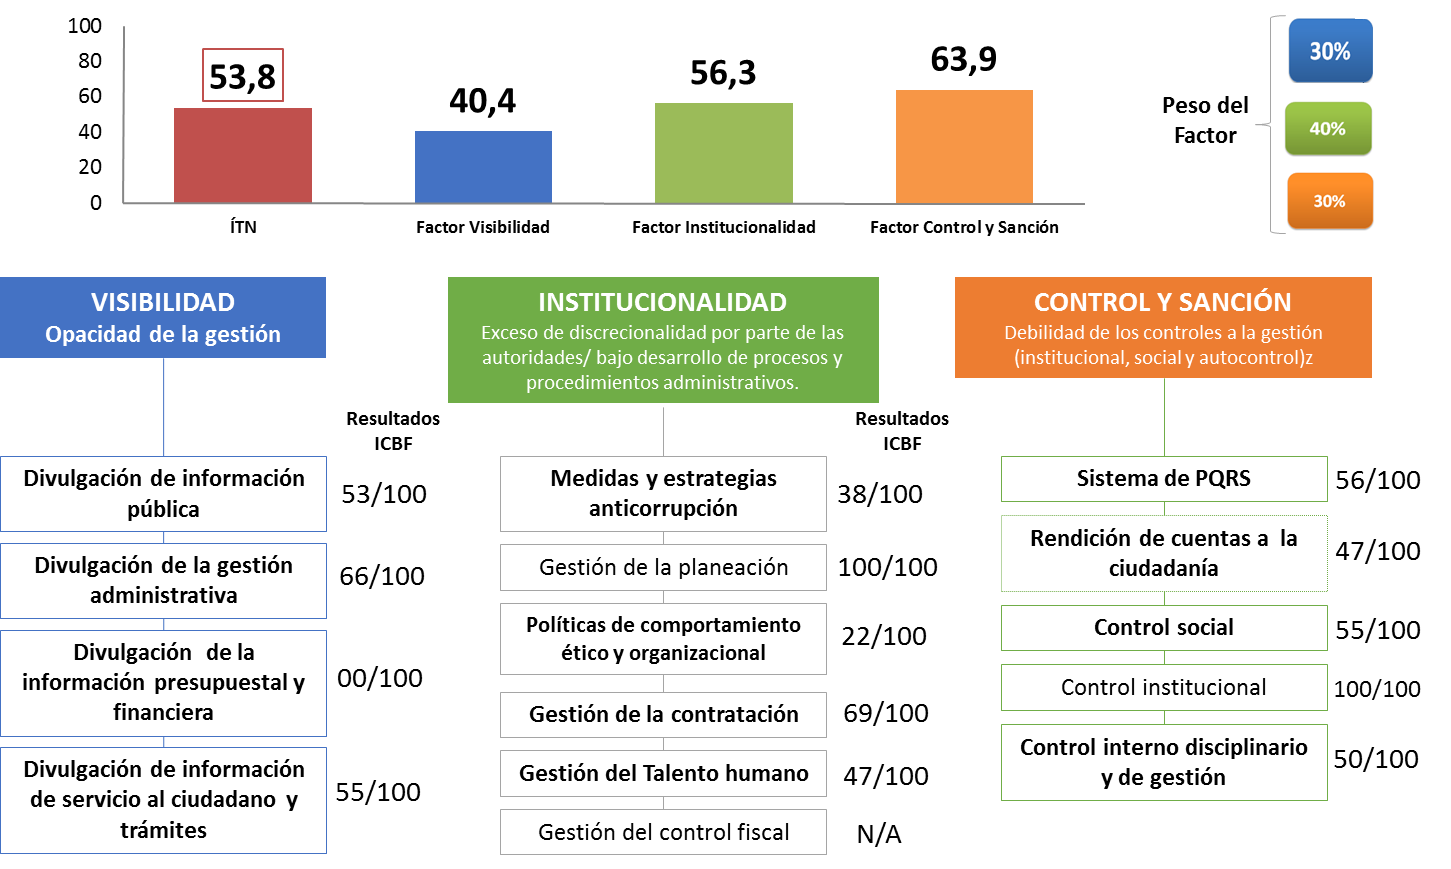 100
80
60
40
20
0
53,8
40,4
56,3
63,9
ÍTN
Factor Visibilidad
Factor Institucionalidad
Factor Control y Sanción
Peso del
Factor
30%
40%
30%
VISIBILIDAD
Opacidad de la gestión
Resultados
ICBF
Divulgación de información
pública
53/100
Divulgación de la gestión
administrativa
66/100
Divulgación de la
información presupuestal y
financiera
00/100
Divulgación de información
de servicio al ciudadano y
trámites
55/100
INSTITUCIONALIDAD
Exceso de discrecionalidad por parte de las
autoridades/ bajo desarrollo de procesos y
procedimientos administrativos.
Resultados
ICBF
Medidas y estrategias
anticorrupción
38/100
Gestión de la planeación
100/100
Políticas de comportamiento
ético y organizacional
22/100
Gestión de la contratación
69/100
Gestión del Talento humano
47/100
Gestión del control fiscal
N/A
CONTROL Y SANCIÓN
Debilidad de los controles a la gestión
(institucional, social y autocontrol)z
Sistema de PQRS
56/100
Rendición de cuentas a la
ciudadanía
47/100
Control social
55/100
Control institucional
100/100
Control interno disciplinario
y de gestión
50/100